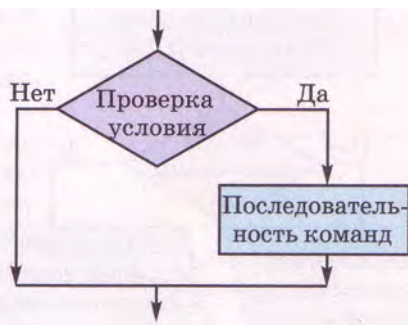 Нет
Проверка
условия
Да
Последователь-
ность команд